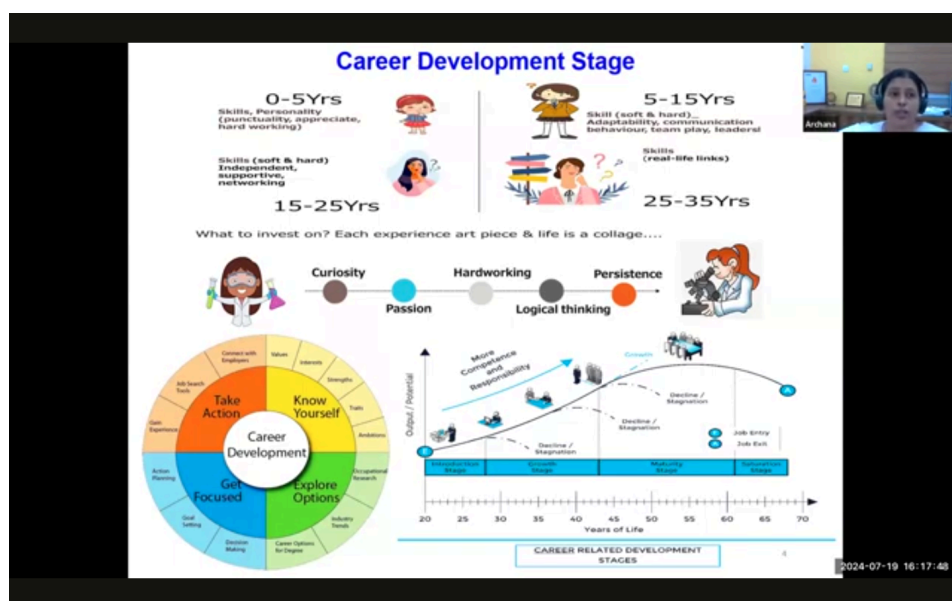 Career Development Stage
0-5Yrs
Skills, Personality
(punctuality, appreciate,
hard working)
5-15Yrs
Skill (soft & hard)_
Adaptability, communication
behaviour, team play, leaders!
Archana
Skills (soft & hard)
Independent,
supportive,
networking
15-25Yrs
Skills
(real-life links)
25-35Yrs
What to invest on? Each experience art piece & life is a collage....
Curiosity
Passion
Hardworking
Logical thinking
Persistence
Connect with
Employers
Job Search
Tools
Gain
Experience
Take
Action
Values
Interests
Strengths
Traits
Ambitions
Know
Yourself
Career
Development
Action
Planning
Goal
Setting
Decision
Making
Get
Focused
Occupational
Research
Industry
Trends
Career Options
for Degree
Explore
Options
Output / Potential
More
Competence
and
Responsibility
Growth
Decline /
Stagnation
Decline /
Stagnation
Decline /
Stagnation
Job Entry
Job Exit
Introduction
Stage
Growth
Stage
Maturity
Stage
Saturation
Stage
20 25 30 35 40 45 50 55 60 65 70
Years of Life
CAREER RELATED DEVELOPMENT
STAGES
4
2024-07-19 16:17:48